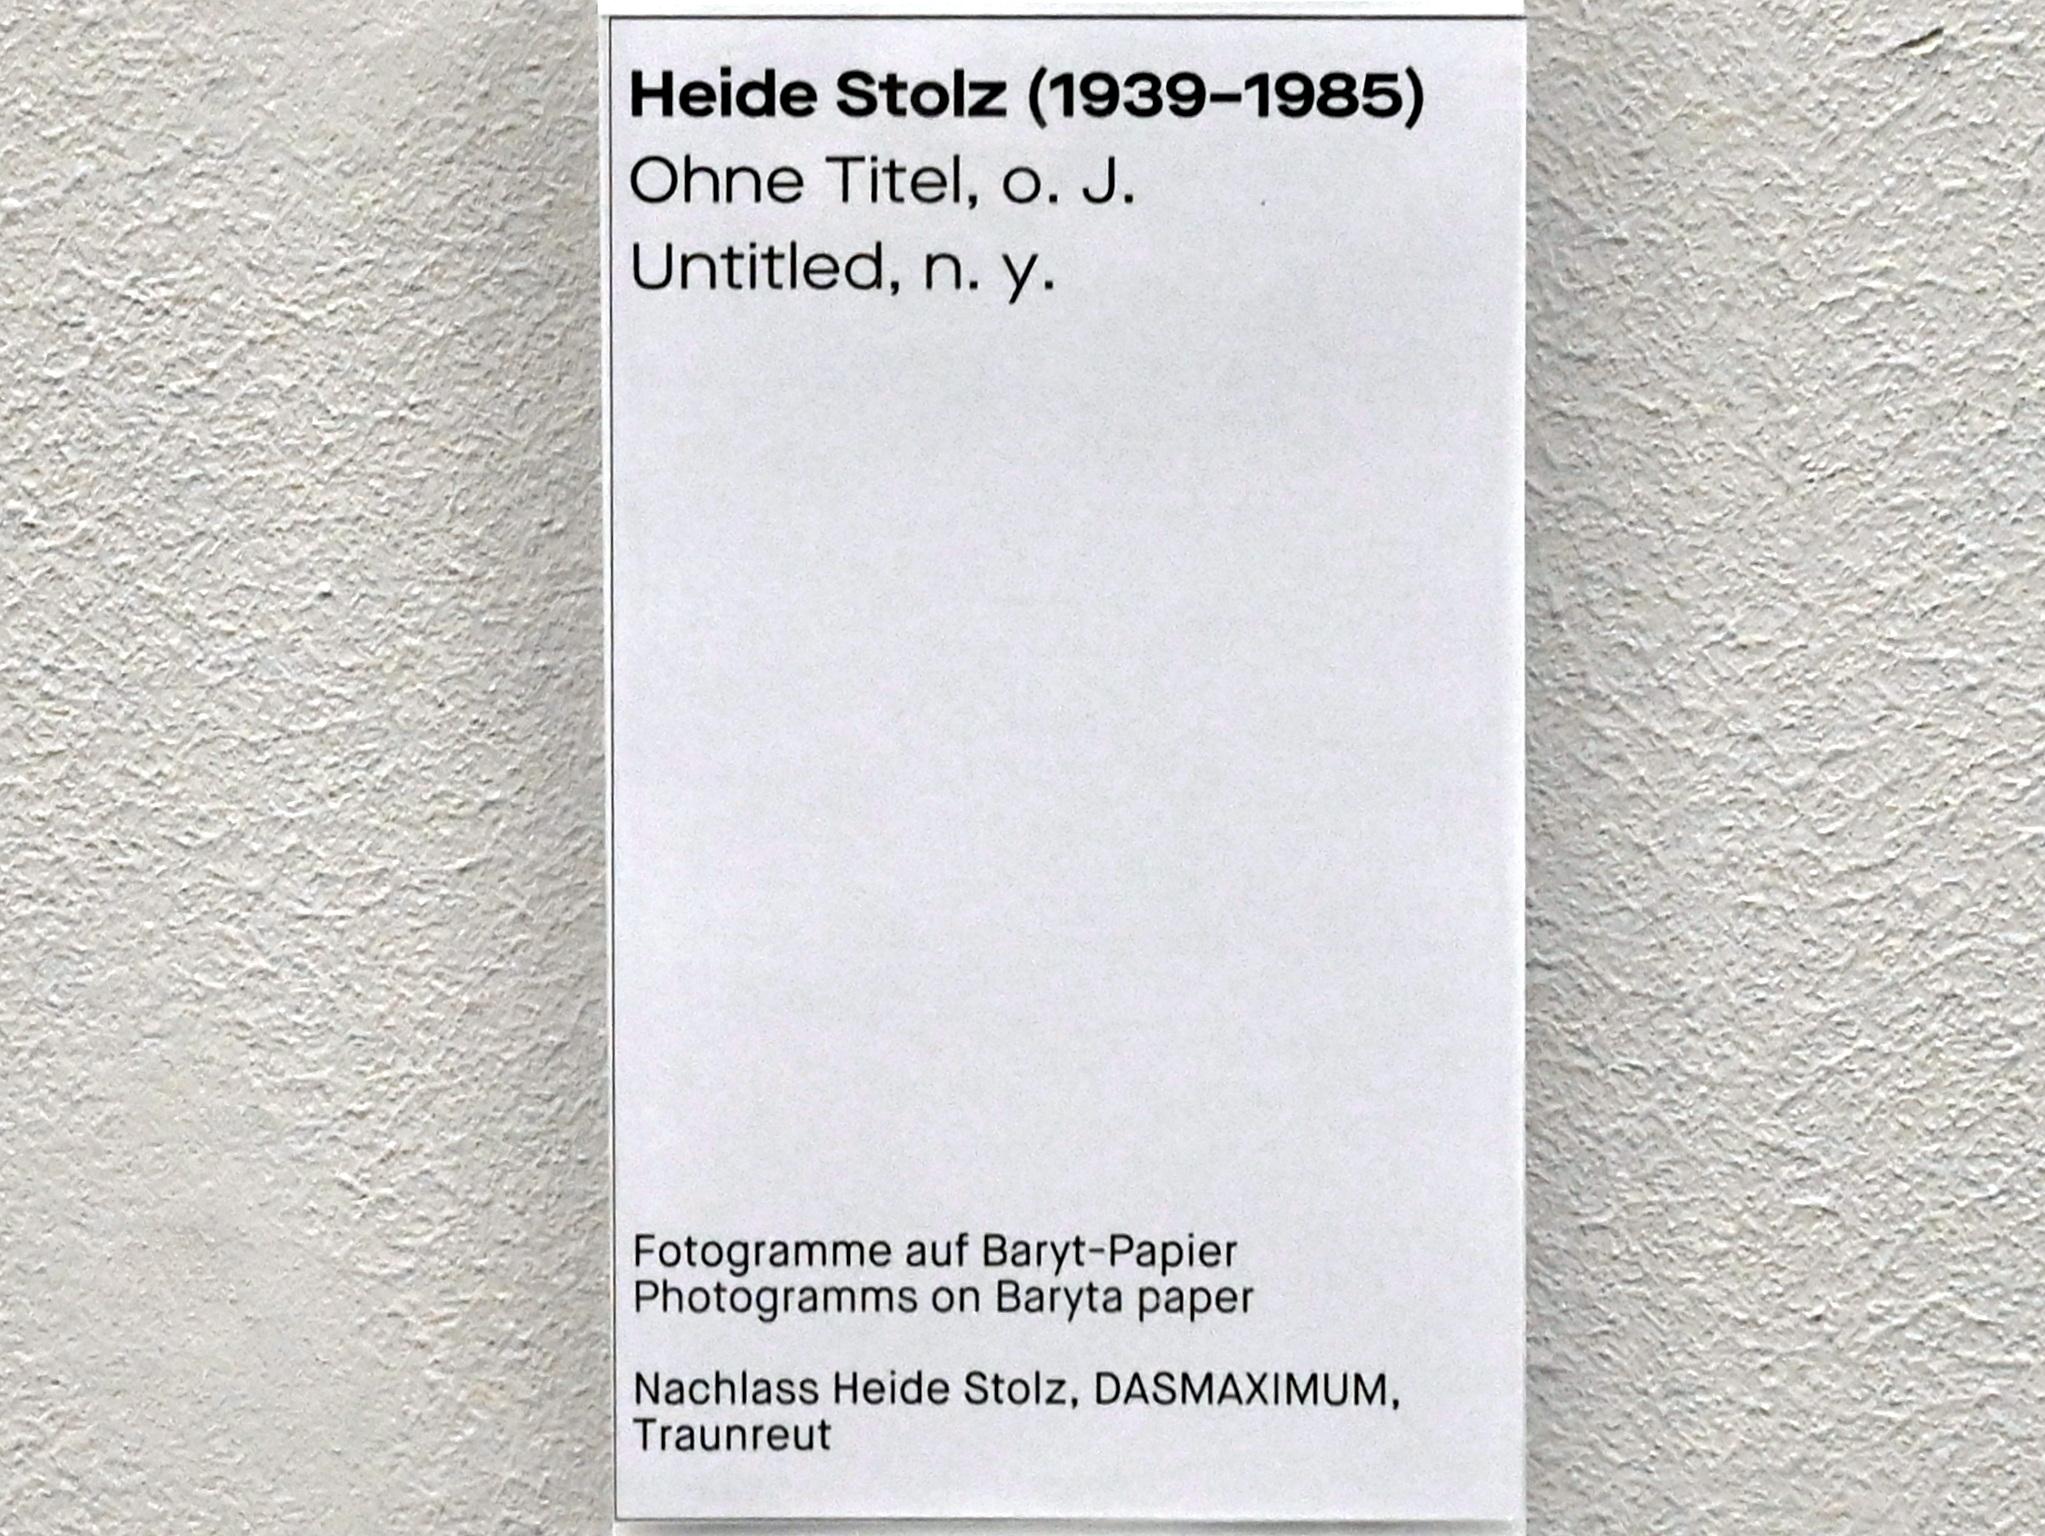 Heide Stolz (1939–1985)
Ohne Titel, o. J.
Untitled, n. y.
Fotogramme auf Baryt-Papier
Photogramms on Baryta paper
Nachlass Heide Stolz, DASMAXIMUM,
Traunreut